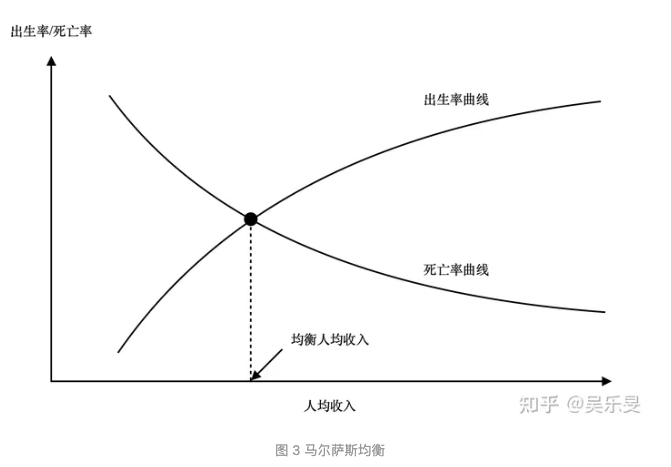 出生率/死亡率
出生率曲线
死亡率曲线
均衡人均收入
人均收入
知乎 @吴乐旻
图 3 马尔萨斯均衡